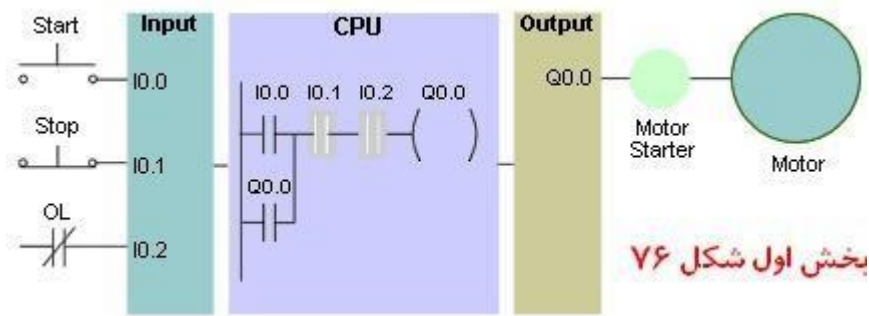 Start
Input
CPU
Output
I0.0
I0.0 I0.1 I0.2 Q0.0
Q0.0
Stop
I0.1
Motor Starter
Motor
Q0.0
OL
I0.2
بخش اول شکل ۷۶